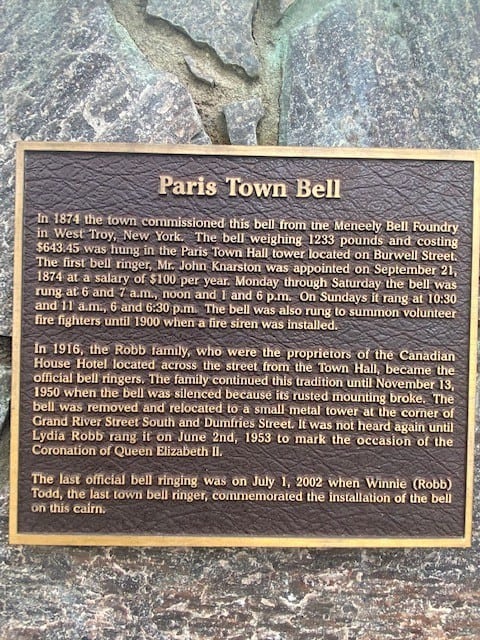 Paris Town Bell
In 1874 the town commissioned this bell from the Meneely Bell Foundry
in West Troy, New York. The bell weighing 1233 pounds and costing
$643.45 was hung in the Paris Town Hall tower located on Burwell Street.
The first bell ringer, Mr. John Knarston was appointed on September 21,
1874 at a salary of $100 per year. Monday through Saturday the bell was
rung at 6 and 7 a.m., noon and 1 and 6 p.m. On Sundays it rang at 10:30
and 11 a.m., 6 and 6:30 p.m. The bell was also rung to summon volunteer
fire fighters until 1900 when a fire siren was installed.
In 1916, the Robb family, who were the proprietors of the Canadian
House Hotel located across the street from the Town Hall, became the
official bell ringers. The family continued this tradition until November 13,
1950 when the bell was silenced because its rusted mounting broke. The
bell was removed and relocated to a small metal tower at the corner of
Grand River Street South and Dumfries Street. It was not heard again until
Lydia Robb rang it on June 2nd, 1953 to mark the occasion of the
Coronation of Queen Elizabeth II.
The last official bell ringing was on July 1, 2002 when Winnie (Robb)
Todd, the last town bell ringer, commemorated the installation of the bell
on this cairn.